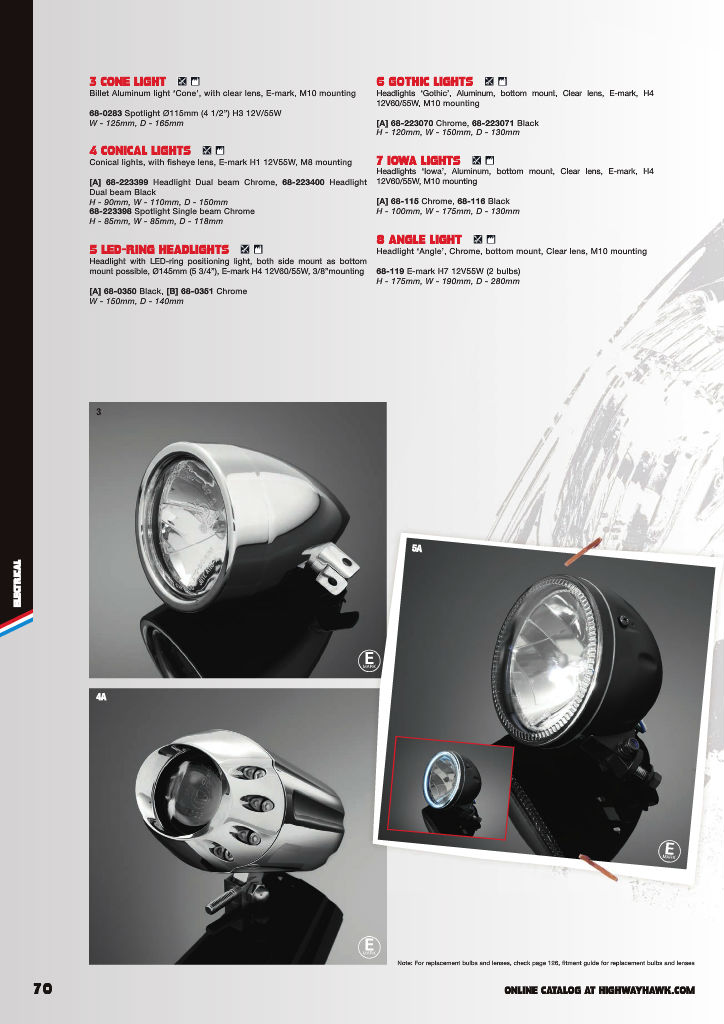 3 CONE LIGHT
Billet Aluminum light ‘Cone’, with clear lens, E-mark, M10 mounting
68-0283 Spotlight Ø115mm (4 1/2”) H3 12V/55W
W - 125mm, D - 165mm
4 CONICAL LIGHTS
Conical lights, with fisheye lens, E-mark H1 12V55W, M8 mounting
[A] 68-223399 Headlight Dual beam Chrome, 68-223400 Headlight
Dual beam Black
H - 90mm, W - 110mm, D - 150mm
68-223398 Spotlight Single beam Chrome
H - 85mm, W - 85mm, D - 118mm
5 LED-RING HEADLIGHTS
Headlight with LED-ring positioning light, both side mount as bottom
mount possible, Ø145mm (5 3/4”), E-mark H4 12V60/55W, 3/8”mounting
[A] 68-0350 Black, [B] 68-0351 Chrome
W - 150mm, D - 140mm
6 GOTHIC LIGHTS
Headlights ‘Gothic’, Aluminum, bottom mount, Clear lens, E-mark, H4
12V60/55W, M10 mounting
[A] 68-223070 Chrome, 68-223071 Black
H - 120mm, W - 150mm, D - 130mm
7 IOWA LIGHTS
Headlights ‘Iowa’, Aluminum, bottom mount, Clear lens, E-mark, H4
12V60/55W, M10 mounting
[A] 68-115 Chrome, 68-116 Black
H - 100mm, W - 175mm, D - 130mm
8 ANGLE LIGHT
Headlight ‘Angle’, Chrome, bottom mount, Clear lens, M10 mounting
68-119 E-mark H7 12V55W (2 bulbs)
H - 175mm, W - 190mm, D - 280mm
3
E
MARK
5A
ELECTRICAL
4A
E
MARK
E
MARK
Note: For replacement bulbs and lenses, check page 126, fitment guide for replacement bulbs and lenses
70
ONLINE CATALOG AT HIGHWAYHAWK.COM